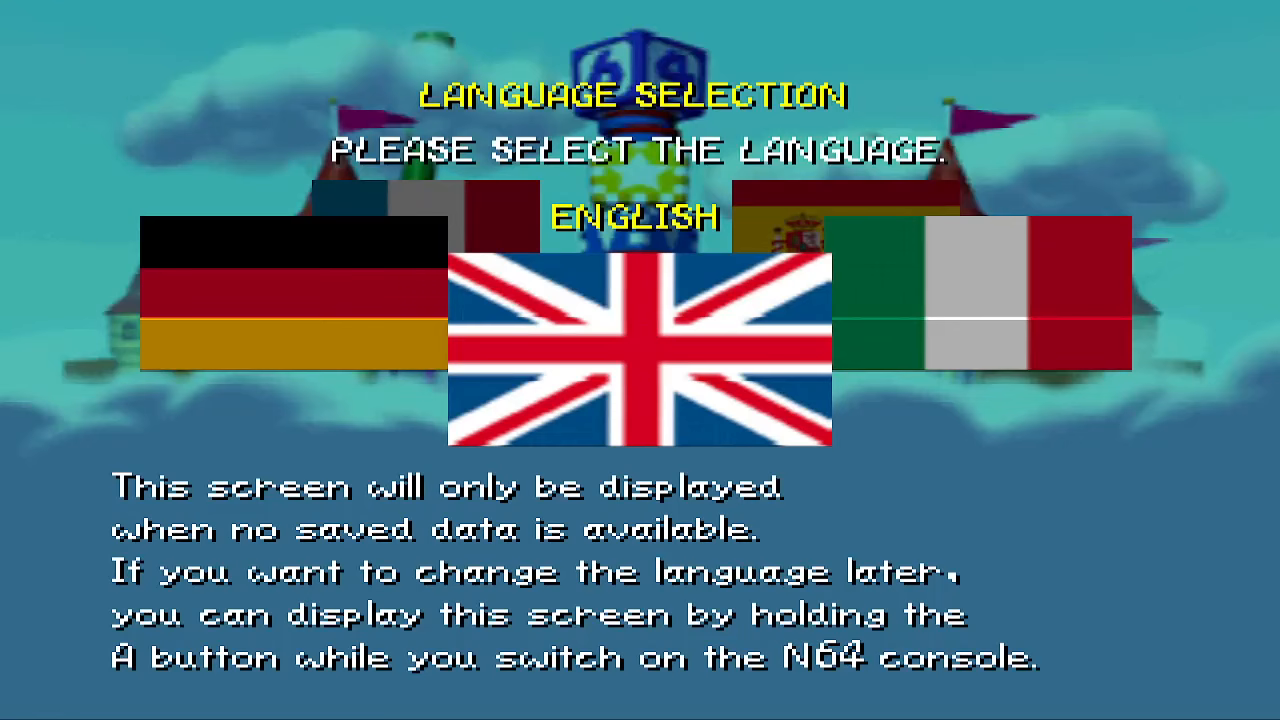 64
LANGUAGE SELECTION
PLEASE SELECT THE LANGUAGE.
ENGLISH
This screen will only be displayed
when no saved data is available.
If you want to change the language later,
you can display this screen by holding the
A button while you switch on the N64 console.